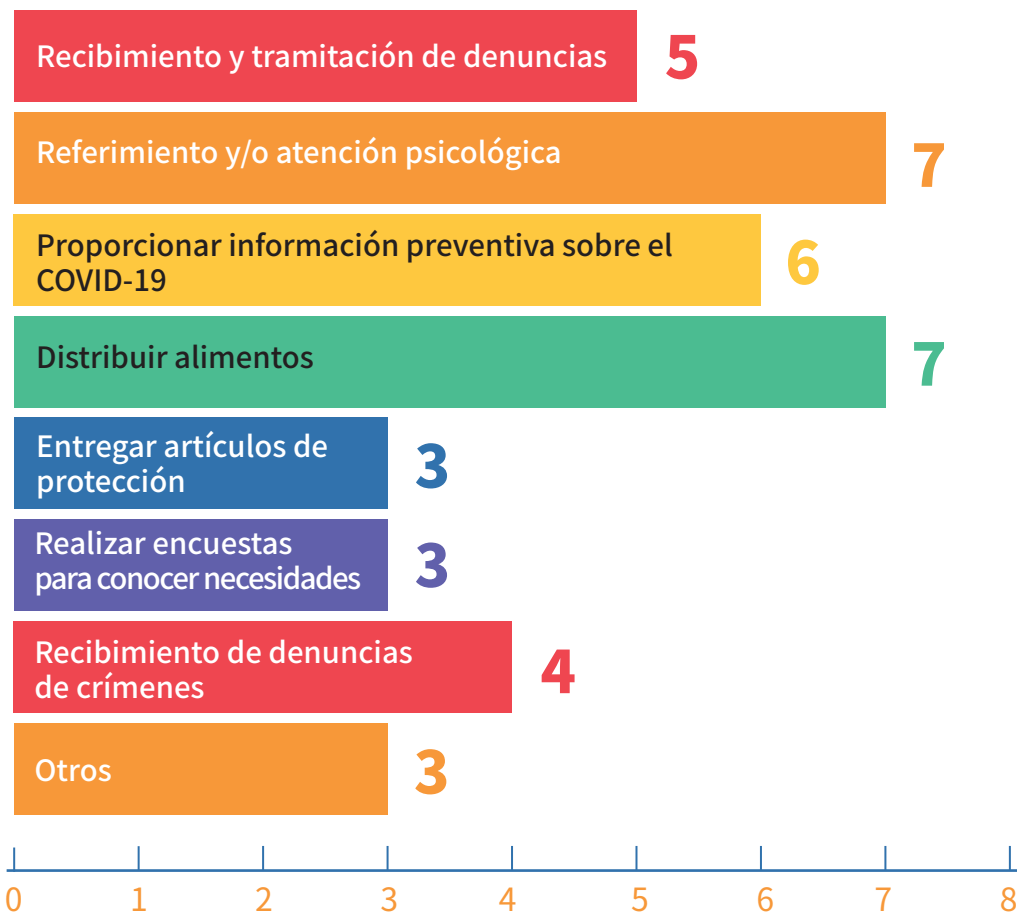 Recibimiento y tramitación de denuncias 5
Referimiento y/o atención psicológica 7
Proporcionar información preventiva sobre el
COVID-19 6
Distribuir alimentos 7
Entregar artículos de
protección 3
Realizar encuestas
para conocer necesidades 3
Recibimiento de denuncias
de crímenes 4
Otros 3
0 1 2 3 4 5 6 7 8